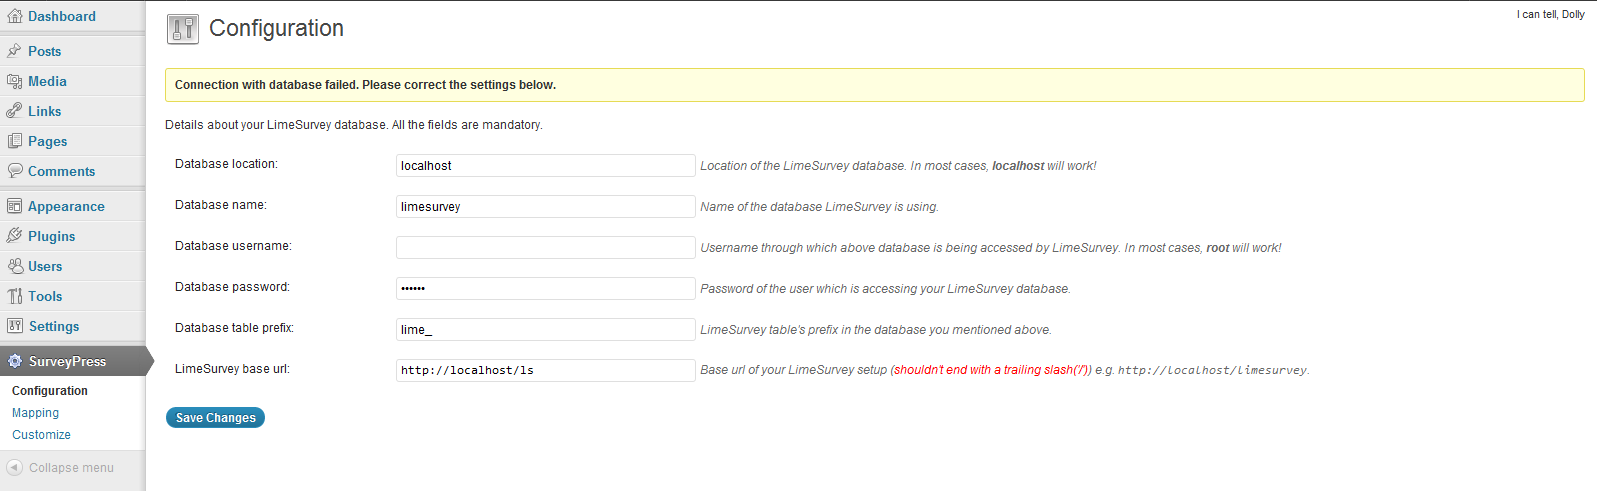 Dashboard
Posts
Media
Links
Pages
Comments
Appearance
Plugins
Users
Tools
Settings
SurveyPress
Configuration
Mapping
Customize
Collapse menu
I can tell, Dolly
Configuration
Connection with database failed. Please correct the settings below.
Details about your LimeSurvey database. All the fields are mandatory.
Database location: localhost Location of the LimeSurvey database. In most cases, localhost will work!
Database name: limesurvey Name of the database LimeSurvey is using.
Database username: Username through which above database is being accessed by LimeSurvey. In most cases, root will work!
Database password: •••••• Password of the user which is accessing your LimeSurvey database.
Database table prefix: lime_ LimeSurvey table's prefix in the database you mentioned above.
LimeSurvey base url: http://localhost/ls Base url of your LimeSurvey setup (shouldn't end with a trailing slash('/')) e.g. http://localhost/limesurvey.
Save Changes